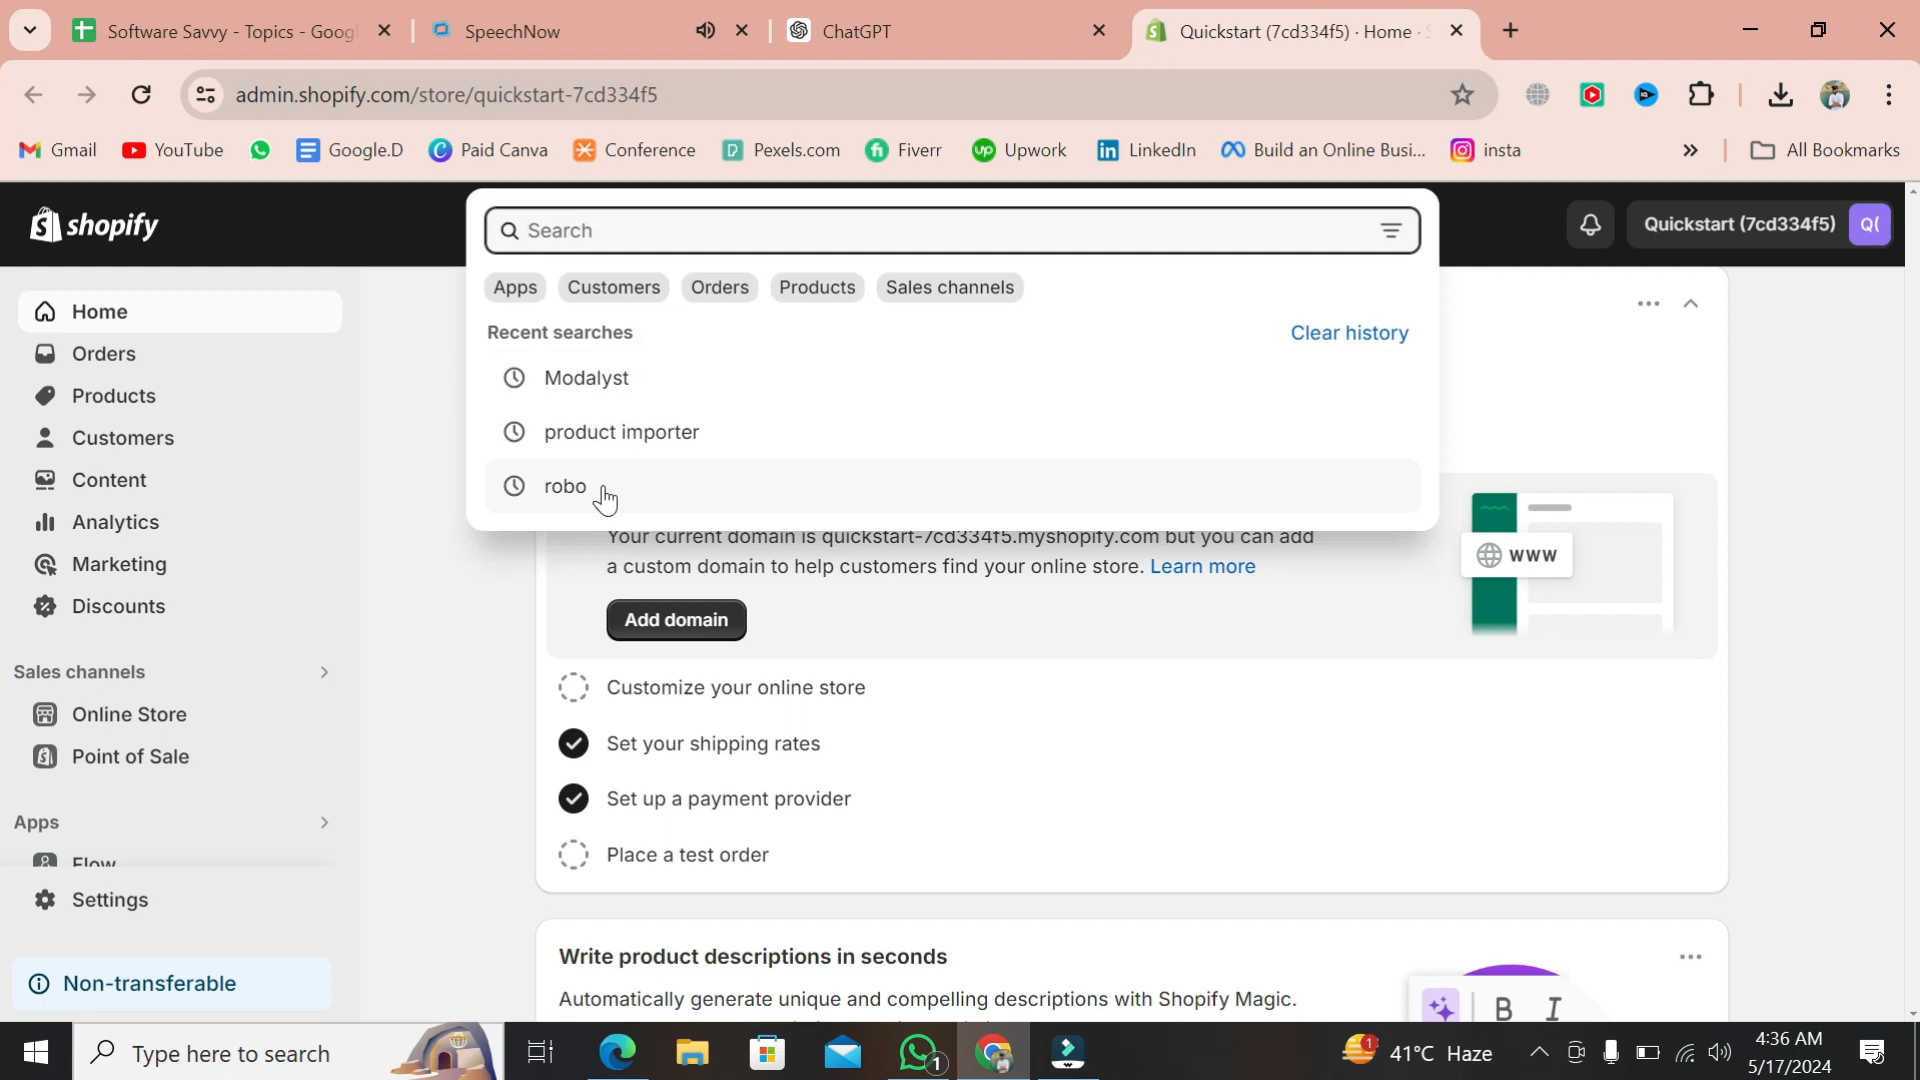 Software Savvy - Topics - Googl
SpeechNow
ChatGPT
Quickstart (7cd334f5) · Home ·
admin.shopify.com/store/quickstart-7cd334f5
Gmail
YouTube
Google.D
Paid Canva
Conference
Pexels.com
Fiverr
Upwork
LinkedIn
Build an Online Busi...
insta
All Bookmarks
shopify
Search
Quickstart (7cd334f5)
Q(
Apps
Customers
Orders
Products
Sales channels
Recent searches
Clear history
Modalyst
product importer
robo
Home
Orders
Products
Customers
Content
Analytics
Marketing
Discounts
Sales channels
Online Store
Point of Sale
Apps
Flow
Settings
Non-transferable
Your current domain is quickstart-7cd334f5.myshopify.com but you can add
a custom domain to help customers find your online store. Learn more
Add domain
www
Customize your online store
Set your shipping rates
Set up a payment provider
Place a test order
Write product descriptions in seconds
Automatically generate unique and compelling descriptions with Shopify Magic.
B I
Type here to search
1
1
41°C Haze
4:36 AM
5/17/2024